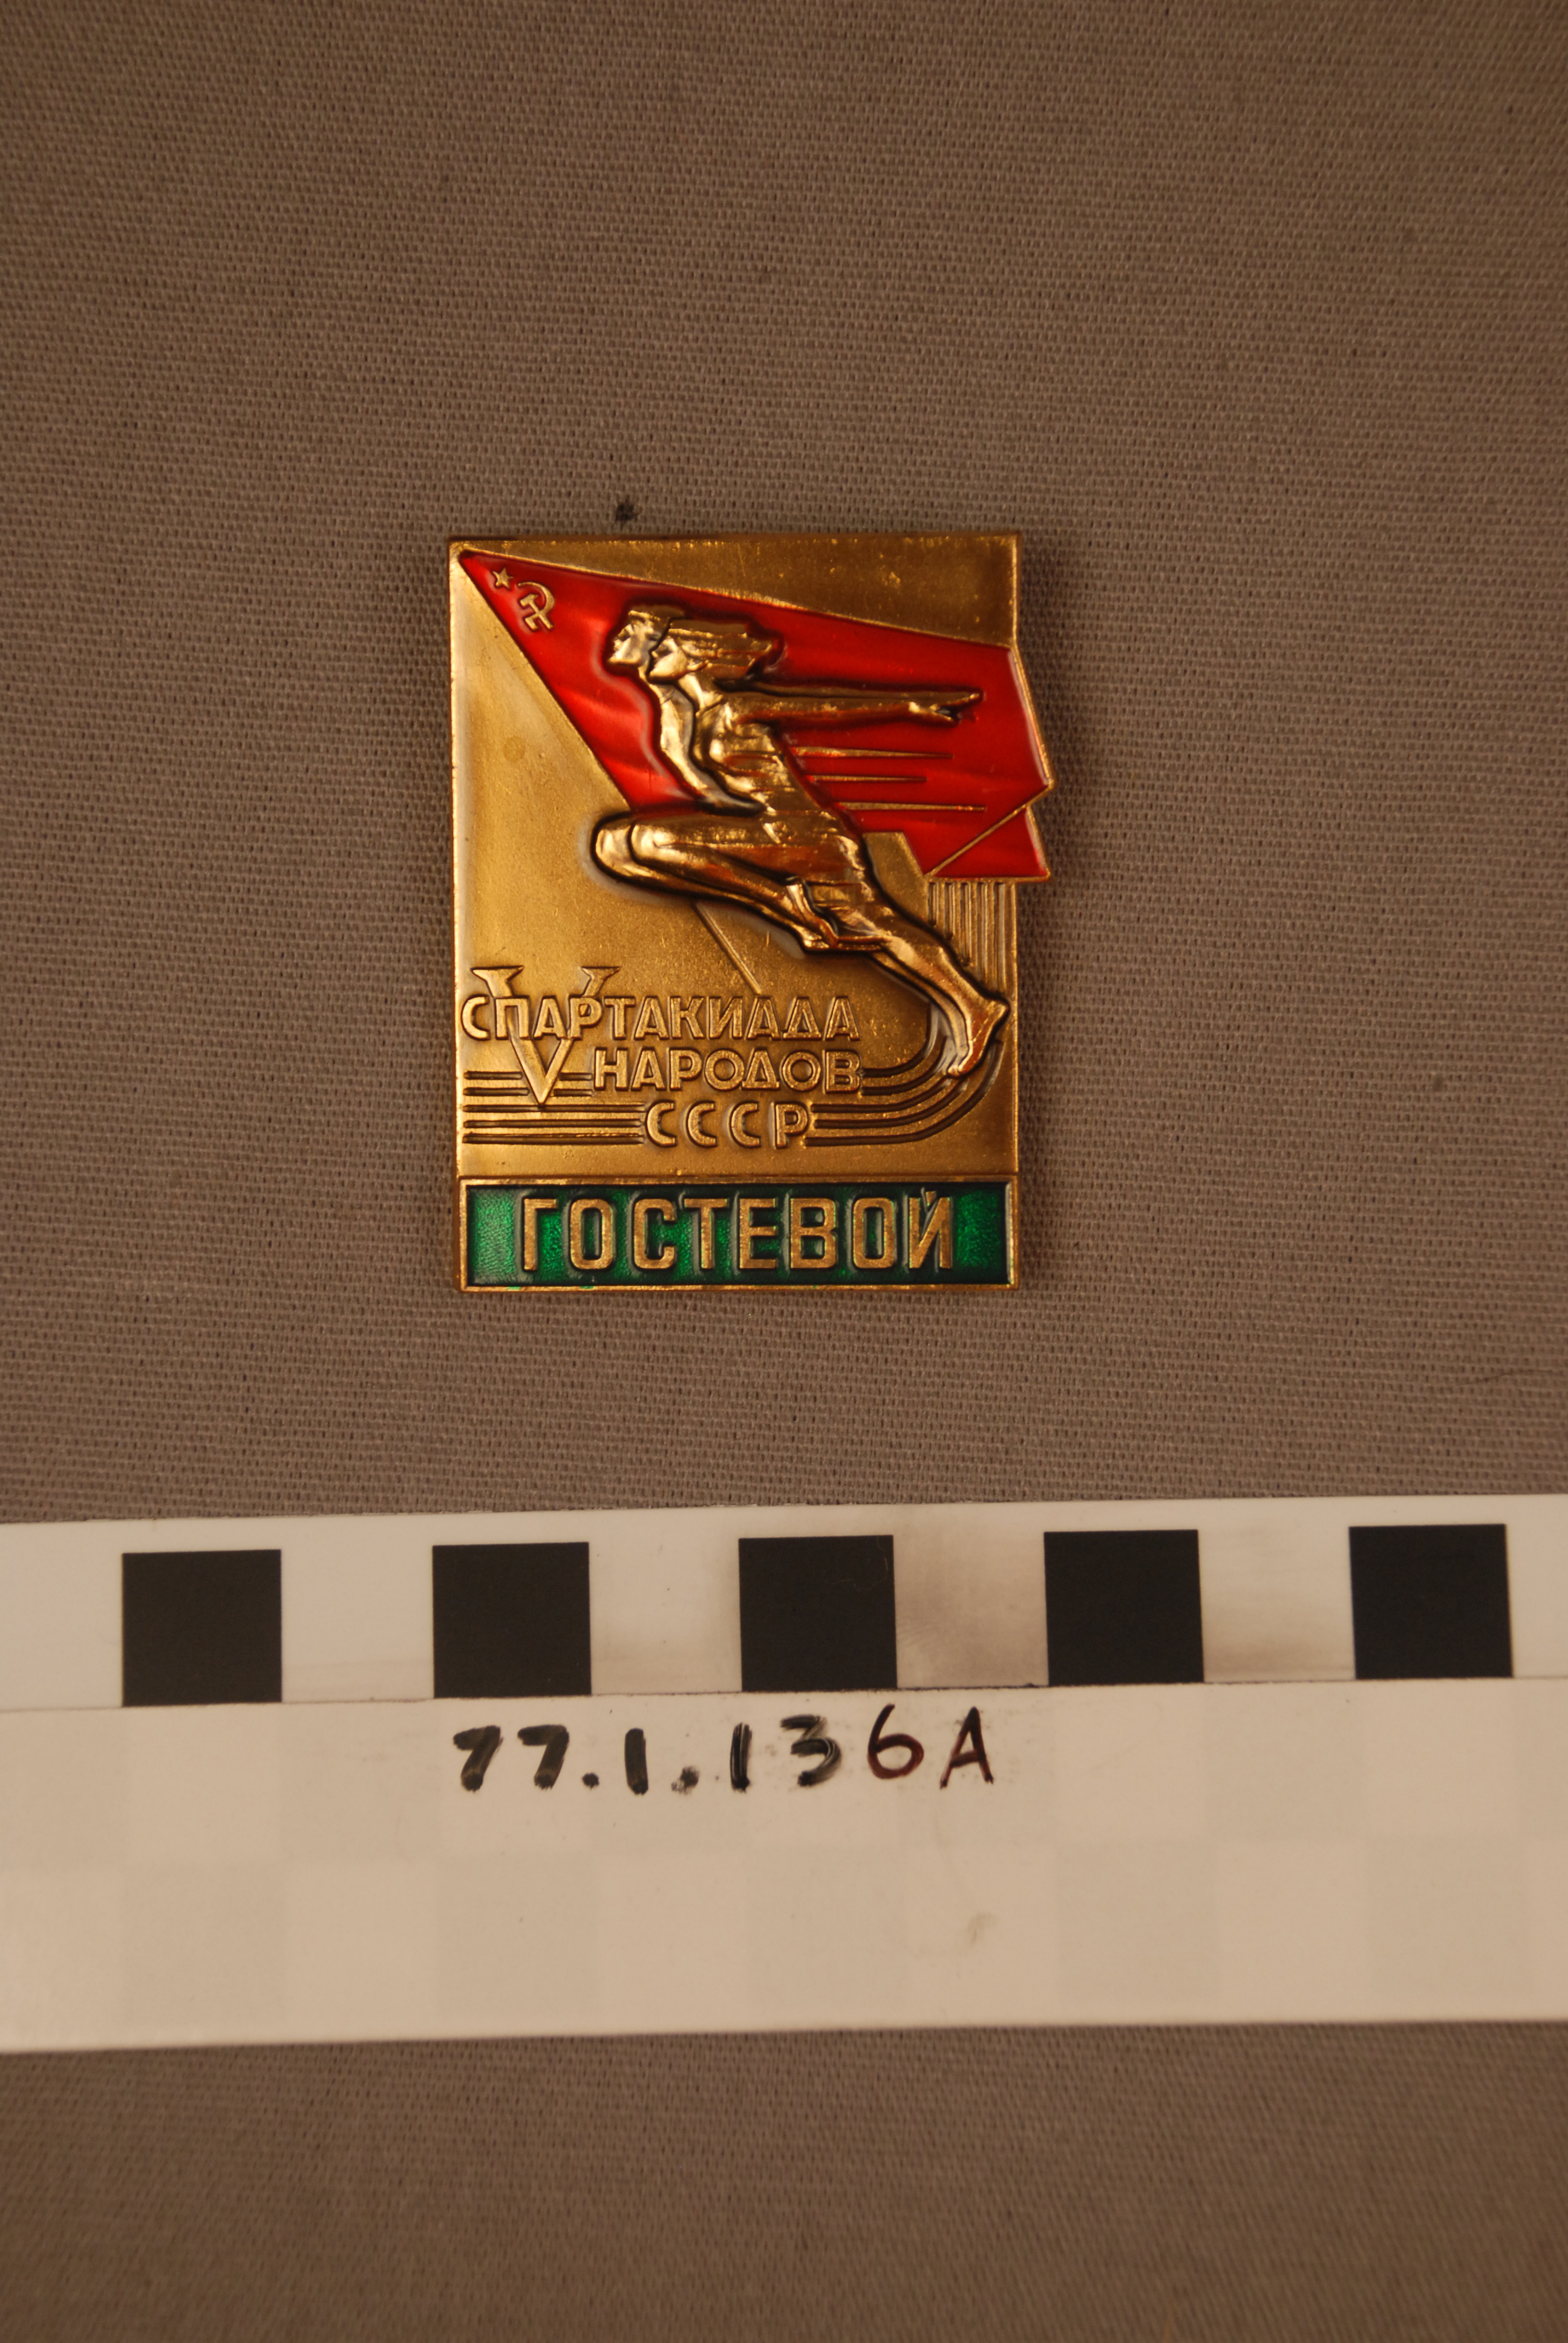 V
СПАРТАКИАДА
НАРОДОВ
СССР
ГОСТЕВОЙ
77.1.136A